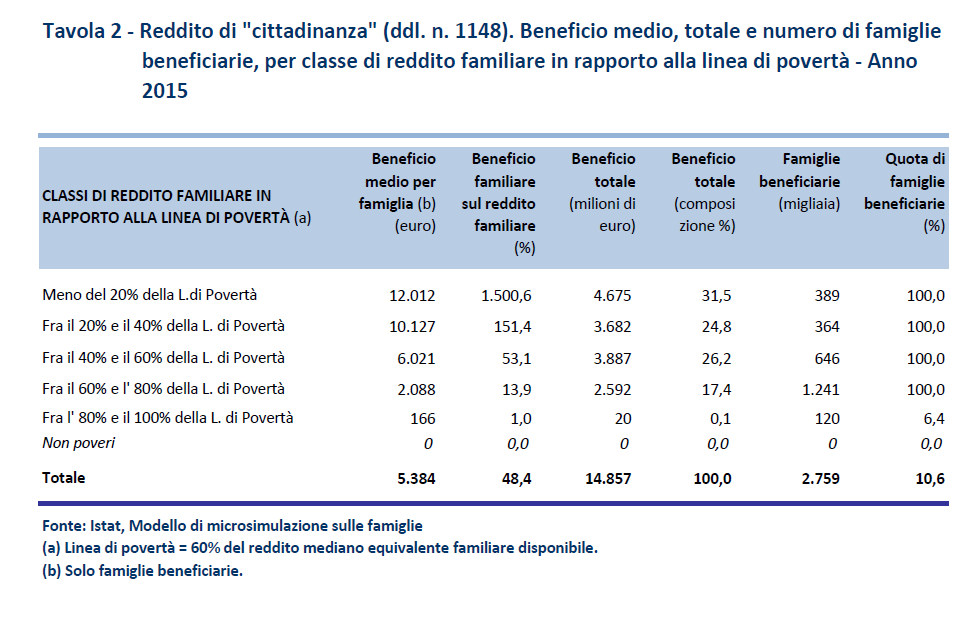 Tavola 2 - Reddito di "cittadinanza" (ddl. n. 1148). Beneficio medio, totale e numero di famiglie
beneficiarie, per classe di reddito familiare in rapporto alla linea di povertà - Anno
2015
CLASSI DI REDDITO FAMILIARE IN
RAPPORTO ALLA LINEA DI POVERTÀ (a)
Beneficio
medio per
famiglia (b)
(euro)
Beneficio
familiare
sul reddito
familiare
(%)
Beneficio
totale
(milioni di
euro)
Beneficio
totale
(composi
zione %)
Famiglie
beneficiarie
(migliaia)
Quota di
famiglie
beneficiarie
(%)
Meno del 20% della L.di Povertà 12.012 1.500,6 4.675 31,5 389 100,0
Fra il 20% e il 40% della L. di Povertà 10.127 151,4 3.682 24,8 364 100,0
Fra il 40% e il 60% della L. di Povertà 6.021 53,1 3.887 26,2 646 100,0
Fra il 60% e l' 80% della L. di Povertà 2.088 13,9 2.592 17,4 1.241 100,0
Fra l' 80% e il 100% della L. di Povertà 166 1,0 20 0,1 120 6,4
Non poveri 0 0,0 0 0,0 0 0,0
Totale 5.384 48,4 14.857 100,0 2.759 10,6
Fonte: Istat, Modello di microsimulazione sulle famiglie
(a) Linea di povertà = 60% del reddito mediano equivalente familiare disponibile.
(b) Solo famiglie beneficiarie.